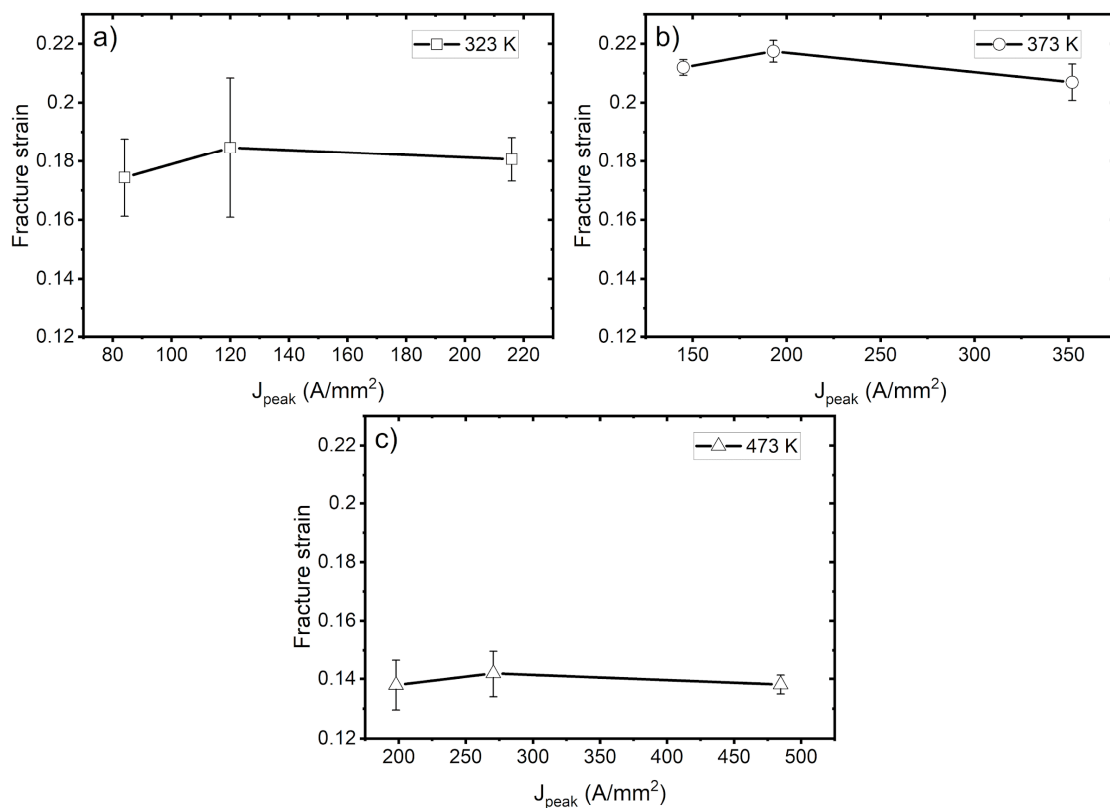 a)
323 K
0.22
0.2
0.18
0.16
0.14
0.12
Fracture strain
80 100 120 140 160 180 200 220
J_peak (A/mm²)
b)
373 K
0.22
0.2
0.18
0.16
0.14
0.12
Fracture strain
150 200 250 300 350
J_peak (A/mm²)
c)
473 K
0.22
0.2
0.18
0.16
0.14
0.12
Fracture strain
200 250 300 350 400 450 500
J_peak (A/mm²)